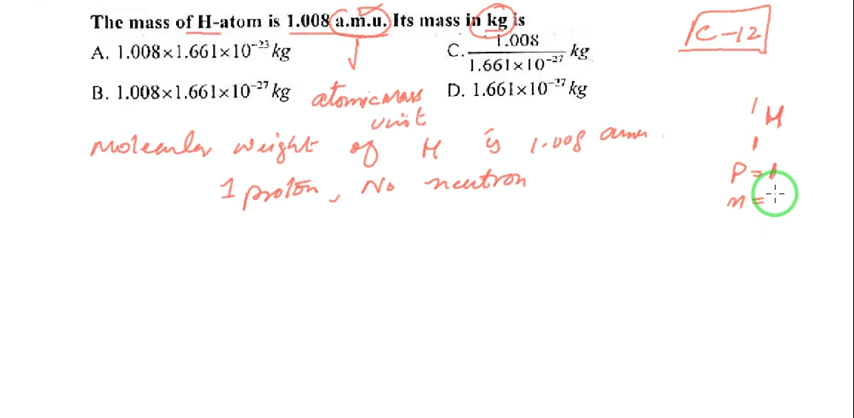 The mass of H-atom is 1.008 a.m.u. Its mass in kg is
A. 1.008×1.661×10⁻²³ kg
C. 1.008 / 1.661×10⁻²⁷ kg
B. 1.008×1.661×10⁻²⁷ kg
D. 1.661×10⁻²⁷ kg
C-12
atomic mass
unit
Molecular weight of H is 1.008 amu.
1 proton, No neutron
1 H
1
P = 1
n =